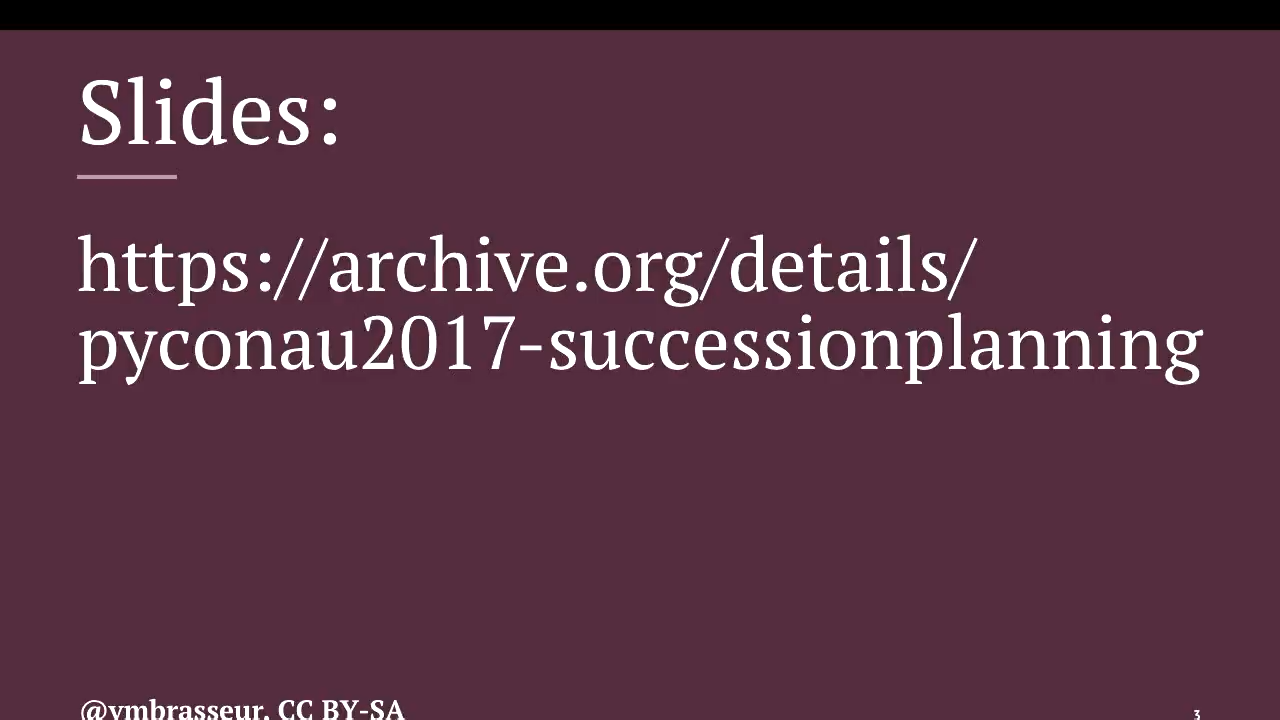 Slides:
https://archive.org/details/
pyconau2017-successionplanning
@vmbrasseur, CC BY-SA
3